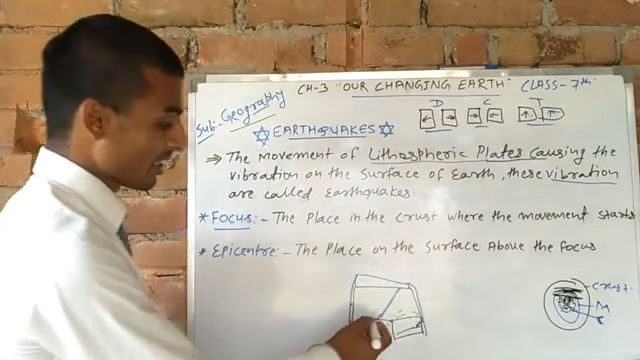 CH-3 "OUR CHANGING EARTH" CLASS-7th
Sub:- Geography
D C T
EARTHQUAKES
⇒ The Movement of Lithospheric Plates Causing the
vibration on the Surface of Earth, these vibration
are called Earthquakes.
* Focus:- The Place in the Crust where the movement starts
* Epicentre:- The Place on the Surface Above the Focus
Crust
M
C